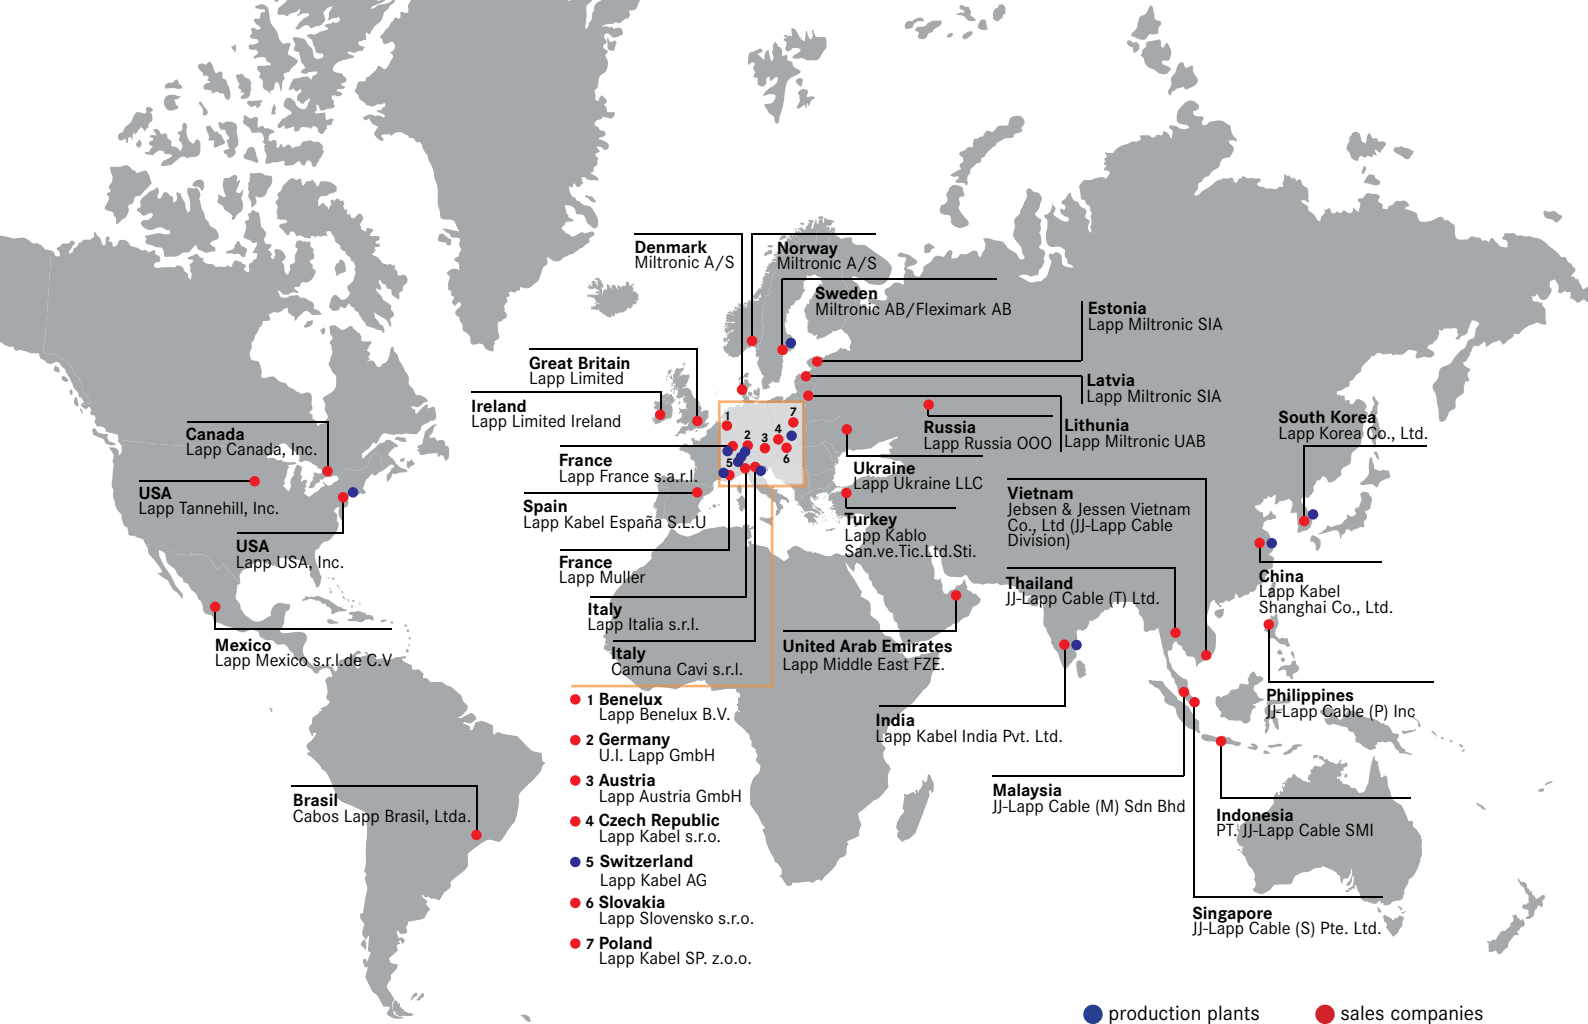 Denmark
Miltronic A/S
Norway
Miltronic A/S
Sweden
Miltronic AB/Fleximark AB
Estonia
Lapp Miltronic SIA
Great Britain
Lapp Limited
Latvia
Lapp Miltronic SIA
Ireland
Lapp Limited Ireland
Russia
Lapp Russia OOO
Lithunia
Lapp Miltronic UAB
South Korea
Lapp Korea Co., Ltd.
Canada
Lapp Canada, Inc.
1
7
2
3
4
5
6
France
Lapp France s.a.r.l.
Ukraine
Lapp Ukraine LLC
USA
Lapp Tannehill, Inc.
Spain
Lapp Kabel España S.L.U
Turkey
Lapp Kablo
San.ve.Tic.Ltd.Sti.
Vietnam
Jebsen & Jessen Vietnam
Co., Ltd (JJ-Lapp Cable
Division)
USA
Lapp USA, Inc.
France
Lapp Muller
Thailand
JJ-Lapp Cable (T) Ltd.
China
Lapp Kabel
Shanghai Co., Ltd.
Italy
Lapp Italia s.r.l.
Mexico
Lapp Mexico s.r.l.de C.V
Italy
Camuna Cavi s.r.l.
United Arab Emirates
Lapp Middle East FZE.
Philippines
JJ-Lapp Cable (P) Inc
India
Lapp Kabel India Pvt. Ltd.
1 Benelux
Lapp Benelux B.V.
2 Germany
U.I. Lapp GmbH
3 Austria
Lapp Austria GmbH
4 Czech Republic
Lapp Kabel s.r.o.
5 Switzerland
Lapp Kabel AG
6 Slovakia
Lapp Slovensko s.r.o.
7 Poland
Lapp Kabel SP. z.o.o.
Brasil
Cabos Lapp Brasil, Ltda.
Malaysia
JJ-Lapp Cable (M) Sdn Bhd
Indonesia
PT. JJ-Lapp Cable SMI
Singapore
JJ-Lapp Cable (S) Pte. Ltd.
production plants
sales companies